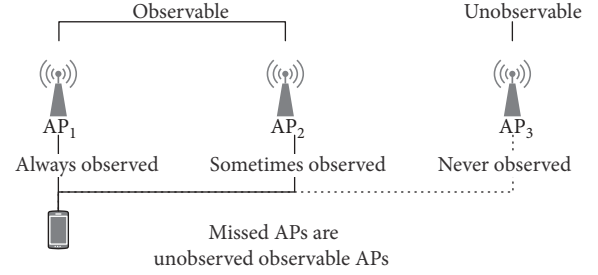 Observable Unobservable
AP₁ AP₂ AP₃
Always observed Sometimes observed Never observed
Missed APs are
unobserved observable APs